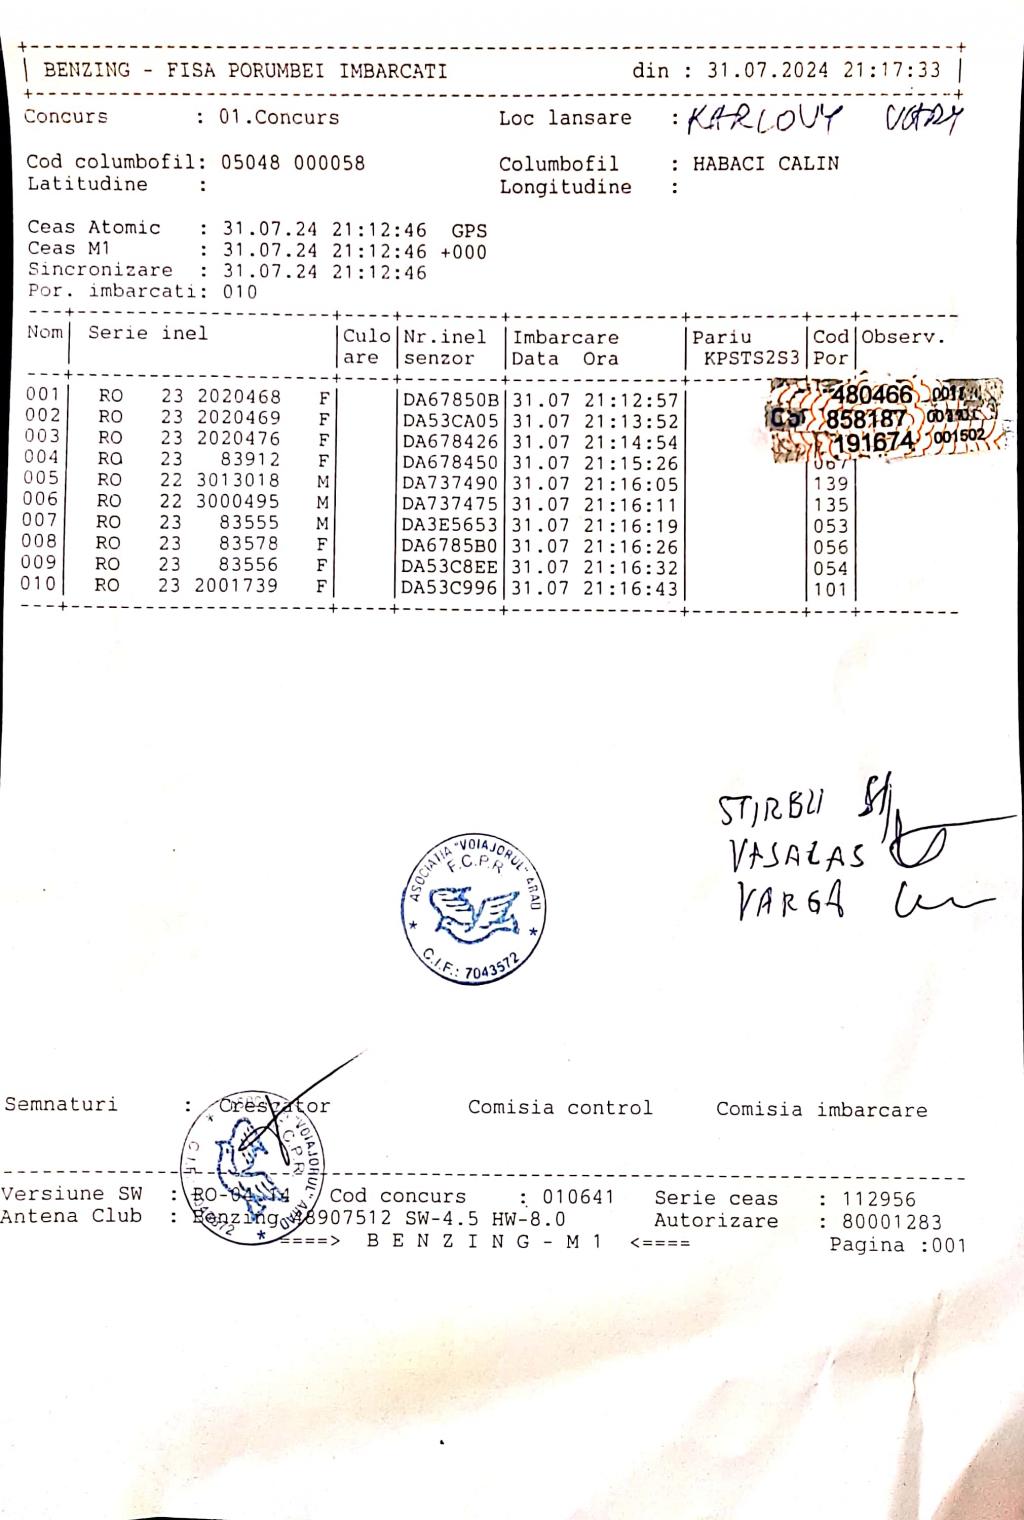 BENZING - FISA PORUMBEI IMBARCATI din : 31.07.2024 21:17:33
Concurs : 01.Concurs Loc lansare : KARLOVY VARY
Cod columbofil: 05048 000058 Columbofil : HABACI CALIN
Latitudine : Longitudine :
Ceas Atomic : 31.07.24 21:12:46 GPS
Ceas M1 : 31.07.24 21:12:46 +000
Sincronizare : 31.07.24 21:12:46
Por. imbarcati: 010
Nom Serie inel Culo Nr.inel Imbarcare Pariu Cod Observ.
are senzor Data Ora KPSTS2S3 Por
001 RO 23 2020468 F DA67850B 31.07 21:12:57 480466
002 RO 23 2020469 F DA53CA05 31.07 21:13:52 858187
003 RO 23 2020476 F DA678426 31.07 21:14:54 191674 001502
004 RO 23 83912 F DA678450 31.07 21:15:26 067
005 RO 22 3013018 M DA737490 31.07 21:16:05 139
006 RO 22 3000495 M DA737475 31.07 21:16:11 135
007 RO 23 83555 M DA3E5653 31.07 21:16:19 053
008 RO 23 83578 F DA6785B0 31.07 21:16:26 056
009 RO 23 83556 F DA53C8EE 31.07 21:16:32 054
010 RO 23 2001739 F DA53C996 31.07 21:16:43 101
STIRBU
VASALAS
VARGA
ASOCIATIA "VOIAJORUL" ARAD
F.C.P.R
C.I.F.: 7043572
Semnaturi : Crescator Comisia control Comisia imbarcare
"VOIAJORUL" ARAD
Versiune SW : Cod concurs : 010641 Serie ceas : 112956
Antena Club : Benzing 48907512 SW-4.5 HW-8.0 Autorizare : 80001283
====> B E N Z I N G - M 1 <==== Pagina :001